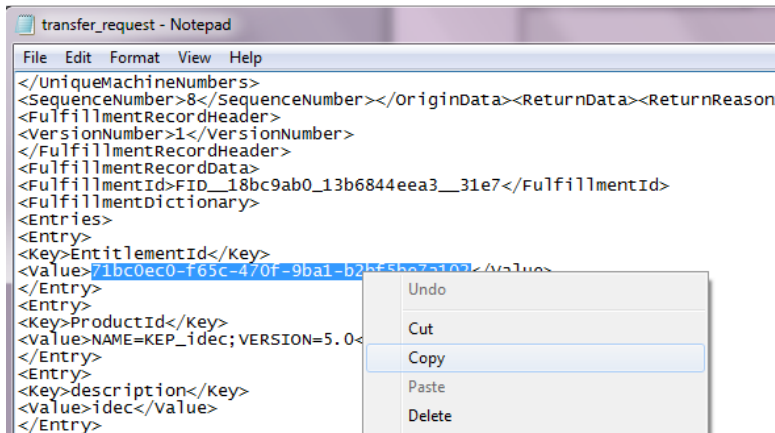 transfer_request - Notepad
File Edit Format View Help
</UniqueMachineNumbers>
<SequenceNumber>8</SequenceNumber></OriginData><ReturnData><ReturnReason
<FulfillmentRecordHeader>
<VersionNumber>1</VersionNumber>
</FulfillmentRecordHeader>
<FulfillmentRecordData>
<FulfillmentId>FID__18bc9ab0_13b6844eea3__31e7</FulfillmentId>
<FulfillmentDictionary>
<Entries>
<Entry>
<Key>EntitlementId</Key>
<Value>71bc0ec0-f65c-470f-9ba1-b2bf5be7a102</Value>
</Entry>
Undo
<Entry>
<Key>ProductId</Key>
Cut
<Value>NAME=KEP_idec;VERSION=5.0<
</Entry>
Copy
<Entry>
Paste
<Key>description</Key>
<Value>idec</Value>
Delete
</Entry>